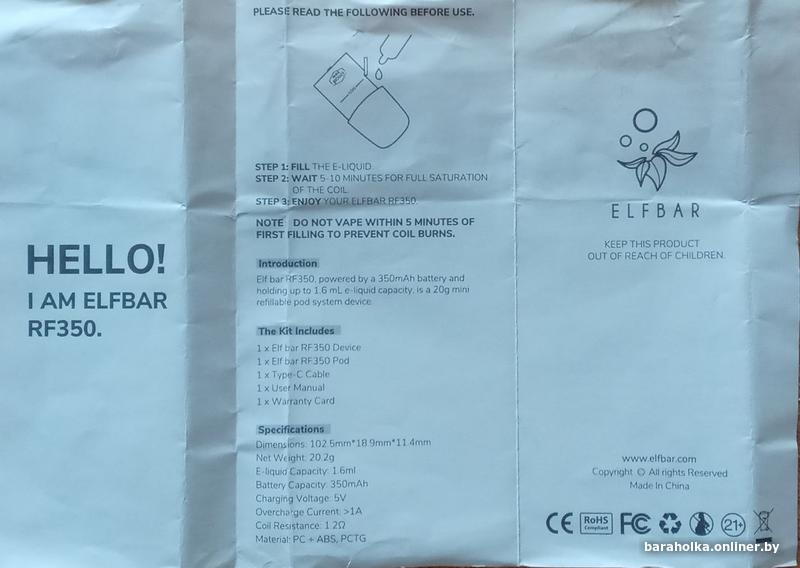 HELLO!
I AM ELFBAR
RF350.
PLEASE READ THE FOLLOWING BEFORE USE.
STEP 1: FILL THE E-LIQUID.
STEP 2: WAIT 5-10 MINUTES FOR FULL SATURATION
OF THE COIL.
STEP 3: ENJOY YOUR ELFBAR RF350.
NOTE DO NOT VAPE WITHIN 5 MINUTES OF
FIRST FILLING TO PREVENT COIL BURNS.
Introduction
Elf bar RF350, powered by a 350mAh battery and
holding up to 1.6 mL e-liquid capacity, is a 20g mini
refillable pod system device.
The Kit Includes
1 x Elf bar RF350 Device
1 x Elf bar RF350 Pod
1 x Type-C Cable
1 x User Manual
1 x Warranty Card
Specifications
Dimensions: 102.5mm*18.9mm*11.4mm
Net Weight: 20.2g
E-liquid Capacity: 1.6ml
Battery Capacity: 350mAh
Charging Voltage: 5V
Overcharge Current: >1A
Coil Resistance: 1.2Ω
Material: PC + ABS, PCTG
ELFBAR
KEEP THIS PRODUCT
OUT OF REACH OF CHILDREN.
www.elfbar.com
Copyright © All rights Reserved
Made In China
CE RoHS Compliant FC 21+
baraholka.onliner.by